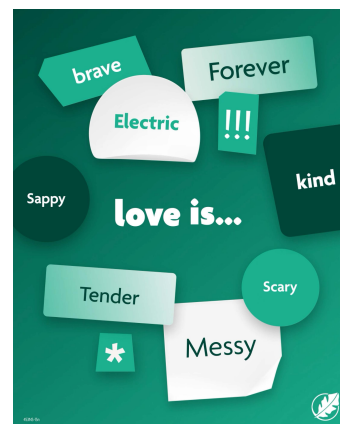 brave
Forever
Electric
!!!
kind
Sappy
love is...
Scary
Tender
*
Messy